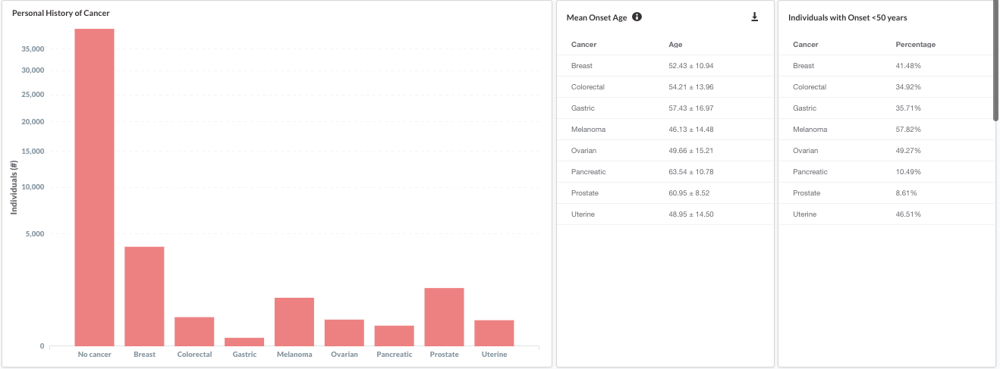 Personal History of Cancer
35,000
30,000
25,000
20,000
15,000
10,000
5,000
0
Individuals (#)
No cancer Breast Colorectal Gastric Melanoma Ovarian Pancreatic Prostate Uterine
Mean Onset Age
Cancer Age
Breast 52.43 ± 10.94
Colorectal 54.21 ± 13.96
Gastric 57.43 ± 16.97
Melanoma 46.13 ± 14.48
Ovarian 49.66 ± 15.21
Pancreatic 63.54 ± 10.78
Prostate 60.95 ± 8.52
Uterine 48.95 ± 14.50
Individuals with Onset <50 years
Cancer Percentage
Breast 41.48%
Colorectal 34.92%
Gastric 35.71%
Melanoma 57.82%
Ovarian 49.27%
Pancreatic 10.49%
Prostate 8.61%
Uterine 46.51%